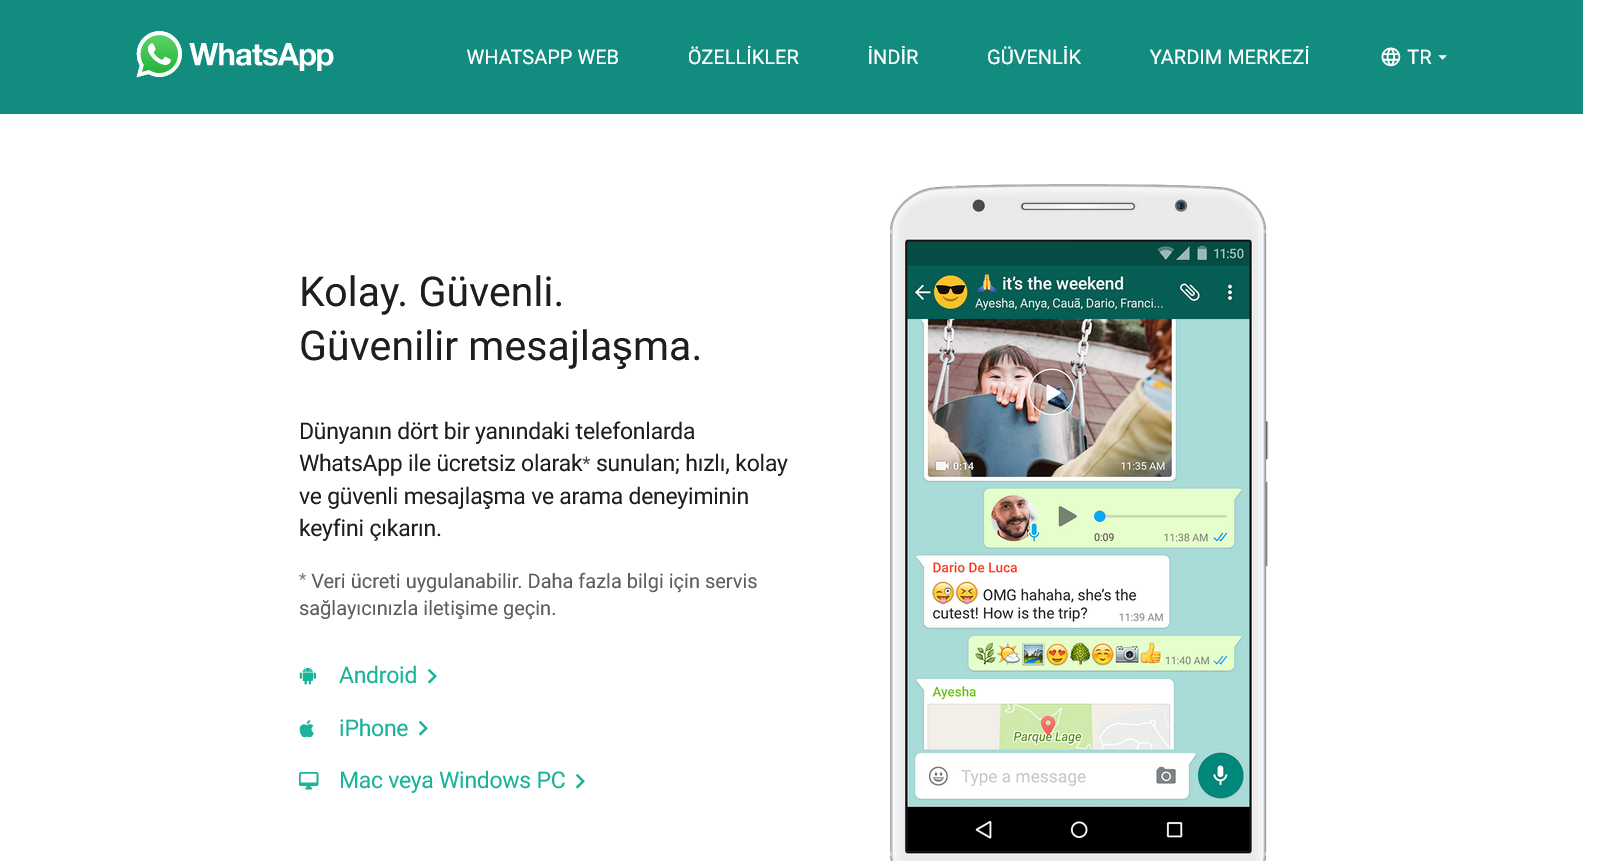 WhatsApp
WHATSAPP WEB
ÖZELLİKLER
İNDİR
GÜVENLİK
YARDIM MERKEZİ
TR
Kolay. Güvenli.
Güvenilir mesajlaşma.
Dünyanın dört bir yanındaki telefonlarda
WhatsApp ile ücretsiz olarak* sunulan; hızlı, kolay
ve güvenli mesajlaşma ve arama deneyiminin
keyfini çıkarın.
* Veri ücreti uygulanabilir. Daha fazla bilgi için servis
sağlayıcınızla iletişime geçin.
Android
iPhone
Mac veya Windows PC
11:50
🙏 it's the weekend
Ayesha, Anya, Cauã, Dario, Franci...
0:14
11:35 AM
0:09
11:38 AM
Dario De Luca
😜😝 OMG hahaha, she's the
cutest! How is the trip?
11:39 AM
🌿🌤🏞😍🌳☺️📷👍 11:40 AM
Ayesha
Parque Lage
Type a message